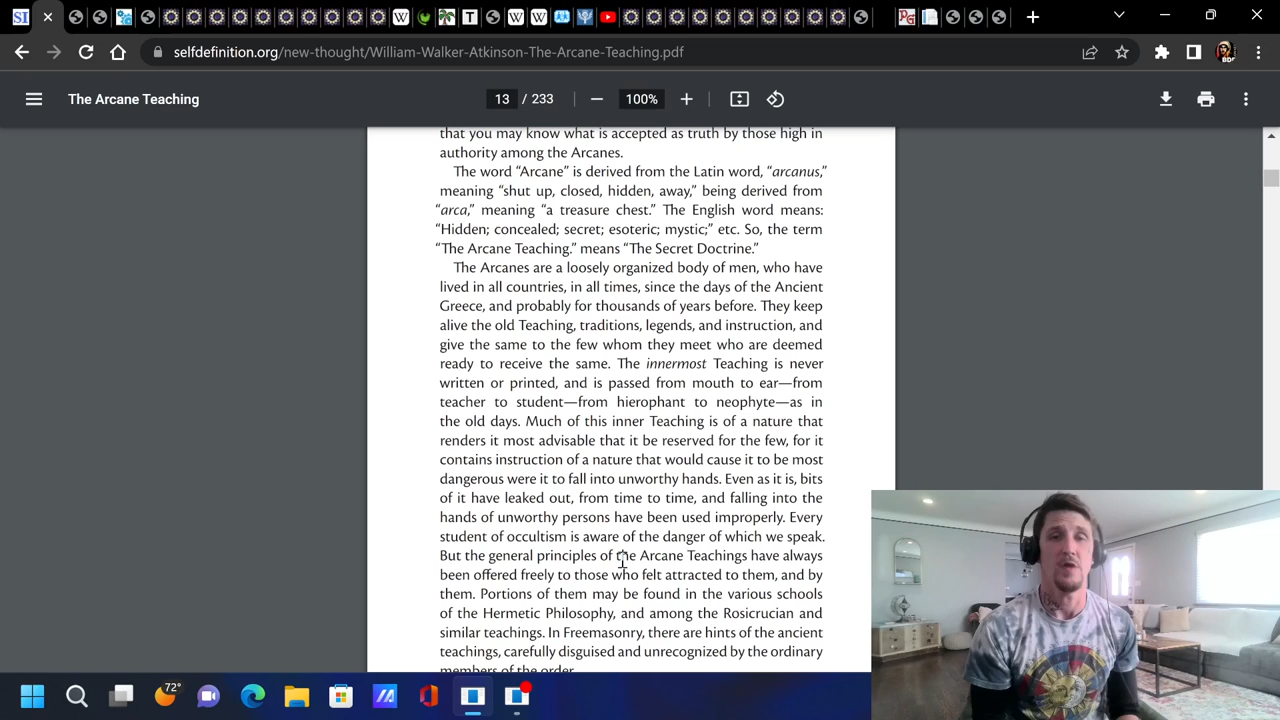 SI
W
T
W
W
PG
selfdefinition.org/new-thought/William-Walker-Atkinson-The-Arcane-Teaching.pdf
BDF
The Arcane Teaching
13 / 233
100%
that you may know what is accepted as truth by those high in
authority among the Arcanes.
The word “Arcane” is derived from the Latin word, “arcanus,”
meaning “shut up, closed, hidden, away,” being derived from
“arca,” meaning “a treasure chest.” The English word means:
“Hidden; concealed; secret; esoteric; mystic;” etc. So, the term
“The Arcane Teaching.” means “The Secret Doctrine.”
The Arcanes are a loosely organized body of men, who have
lived in all countries, in all times, since the days of the Ancient
Greece, and probably for thousands of years before. They keep
alive the old Teaching, traditions, legends, and instruction, and
give the same to the few whom they meet who are deemed
ready to receive the same. The innermost Teaching is never
written or printed, and is passed from mouth to ear—from
teacher to student—from hierophant to neophyte—as in
the old days. Much of this inner Teaching is of a nature that
renders it most advisable that it be reserved for the few, for it
contains instruction of a nature that would cause it to be most
dangerous were it to fall into unworthy hands. Even as it is, bits
of it have leaked out, from time to time, and falling into the
hands of unworthy persons have been used improperly. Every
student of occultism is aware of the danger of which we speak.
But the general principles of the Arcane Teachings have always
been offered freely to those who felt attracted to them, and by
them. Portions of them may be found in the various schools
of the Hermetic Philosophy, and among the Rosicrucian and
similar teachings. In Freemasonry, there are hints of the ancient
teachings, carefully disguised and unrecognized by the ordinary
members of the order.
72°